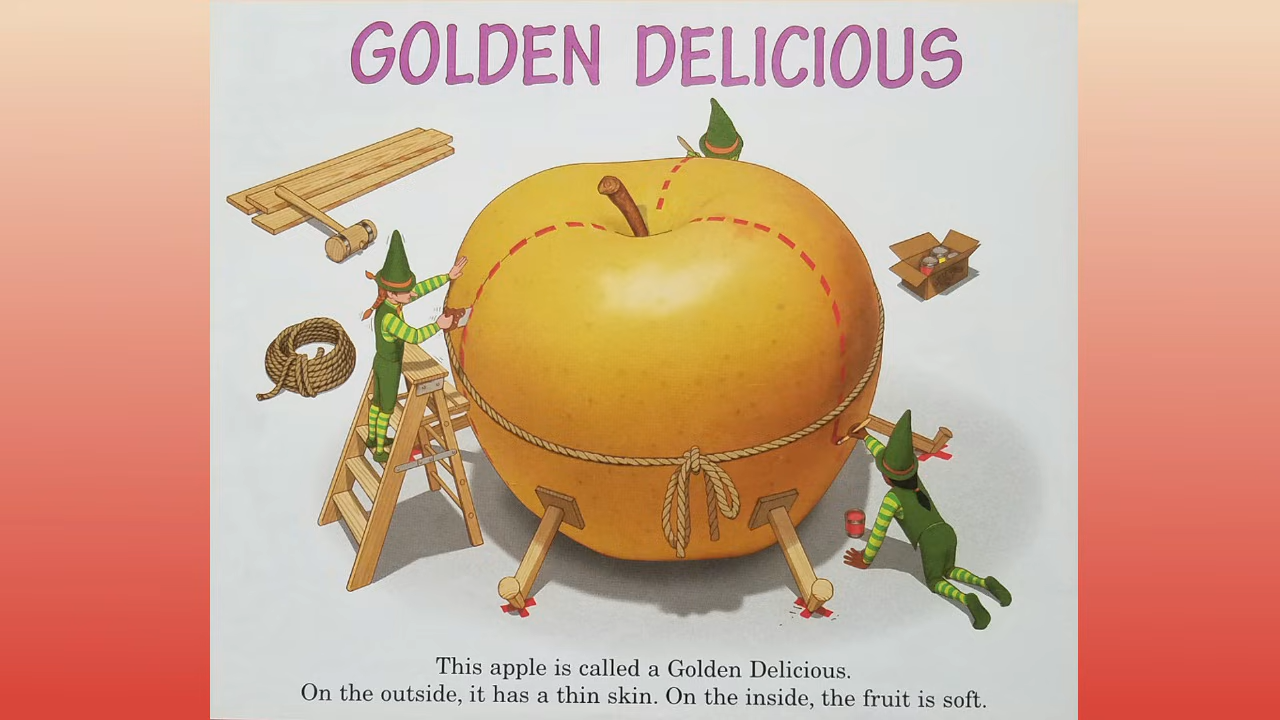 GOLDEN DELICIOUS
This apple is called a Golden Delicious.
On the outside, it has a thin skin. On the inside, the fruit is soft.